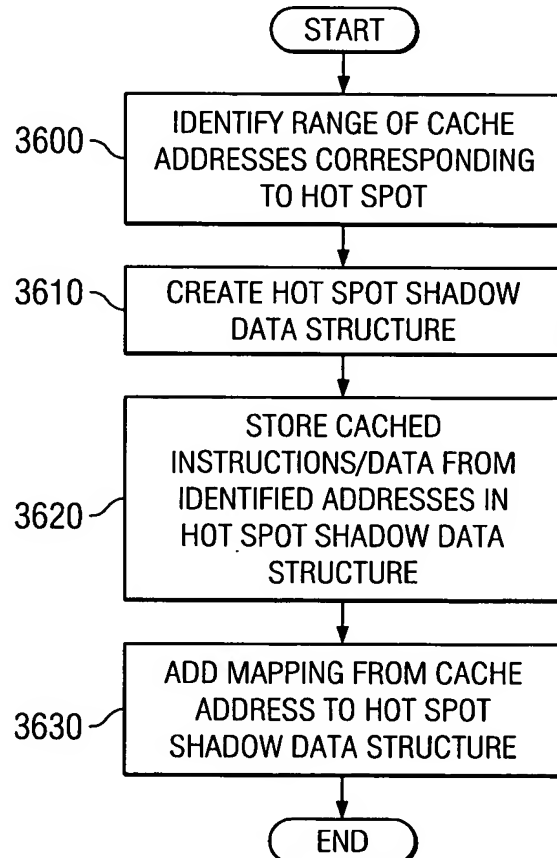 START
3600
IDENTIFY RANGE OF CACHE
ADDRESSES CORRESPONDING
TO HOT SPOT
3610
CREATE HOT SPOT SHADOW
DATA STRUCTURE
3620
STORE CACHED
INSTRUCTIONS/DATA FROM
IDENTIFIED ADDRESSES IN
HOT SPOT SHADOW DATA
STRUCTURE
3630
ADD MAPPING FROM CACHE
ADDRESS TO HOT SPOT
SHADOW DATA STRUCTURE
END